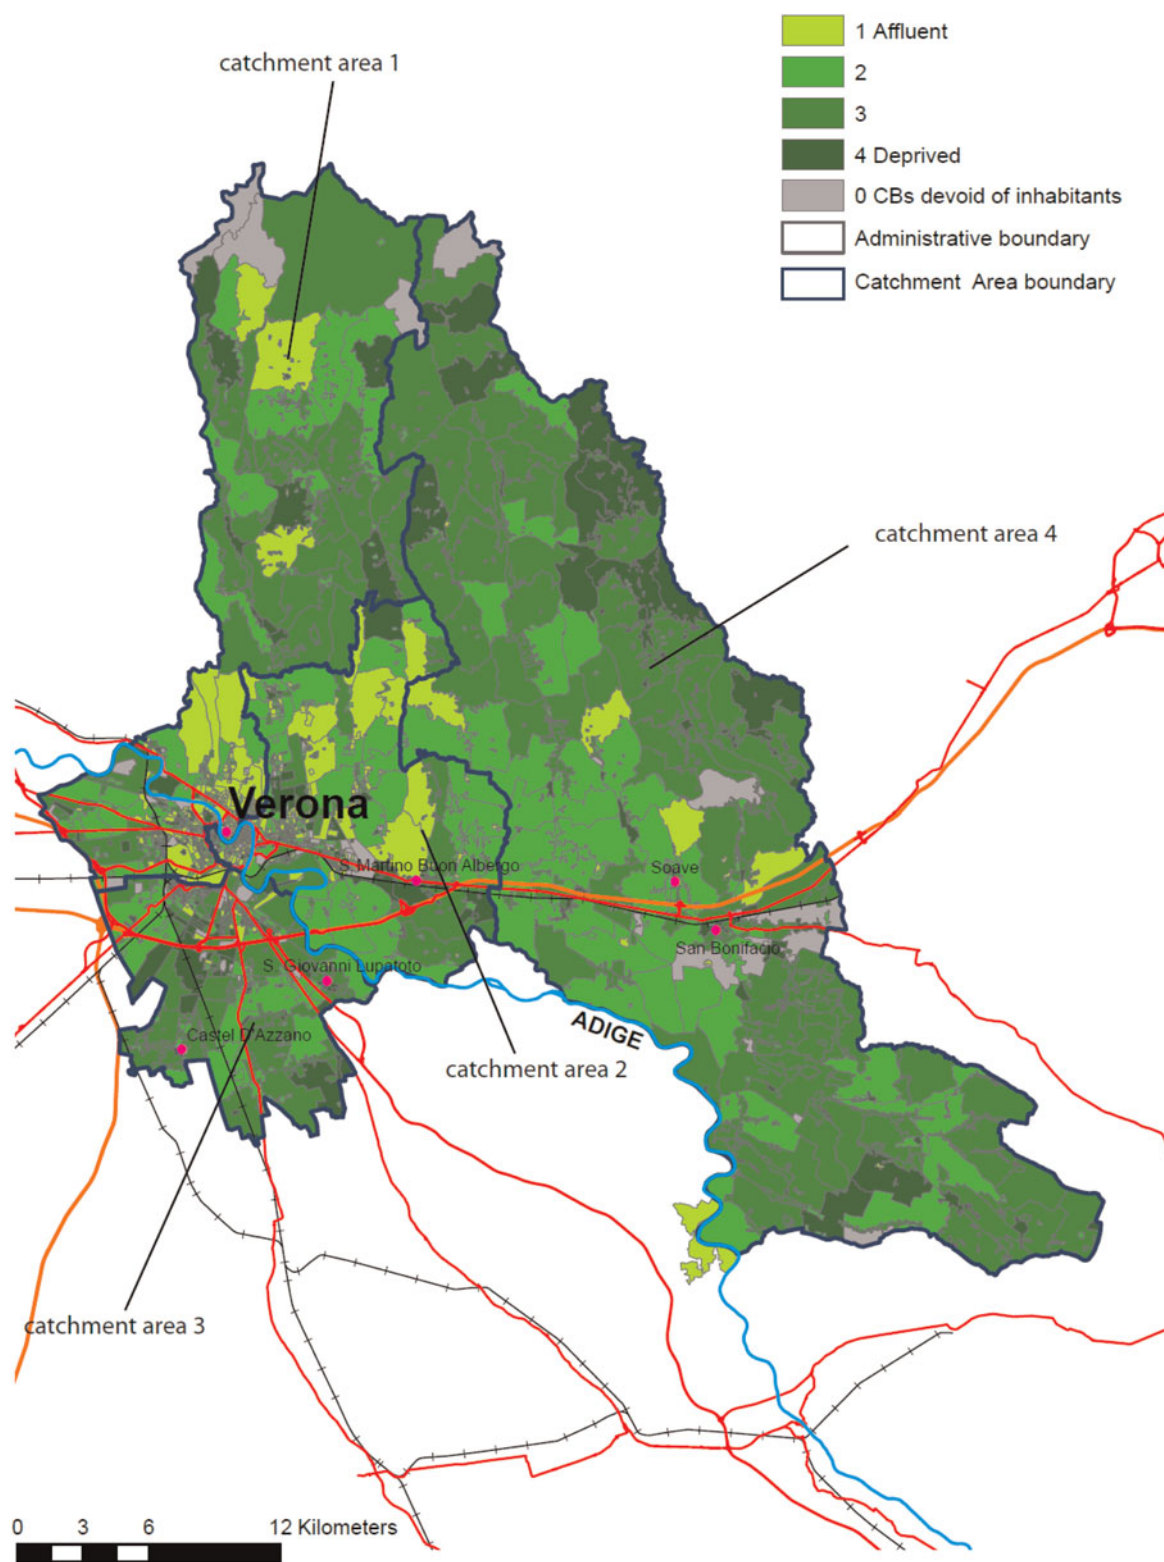 1 Affluent
2
3
4 Deprived
0 CBs devoid of inhabitants
Administrative boundary
Catchment Area boundary
catchment area 1
catchment area 4
Verona
S. Martino Buon Albergo
Soave
San Bonifacio
S. Giovanni Lupatoto
ADIGE
Castel D'Azzano
catchment area 2
catchment area 3
0 3 6 12 Kilometers